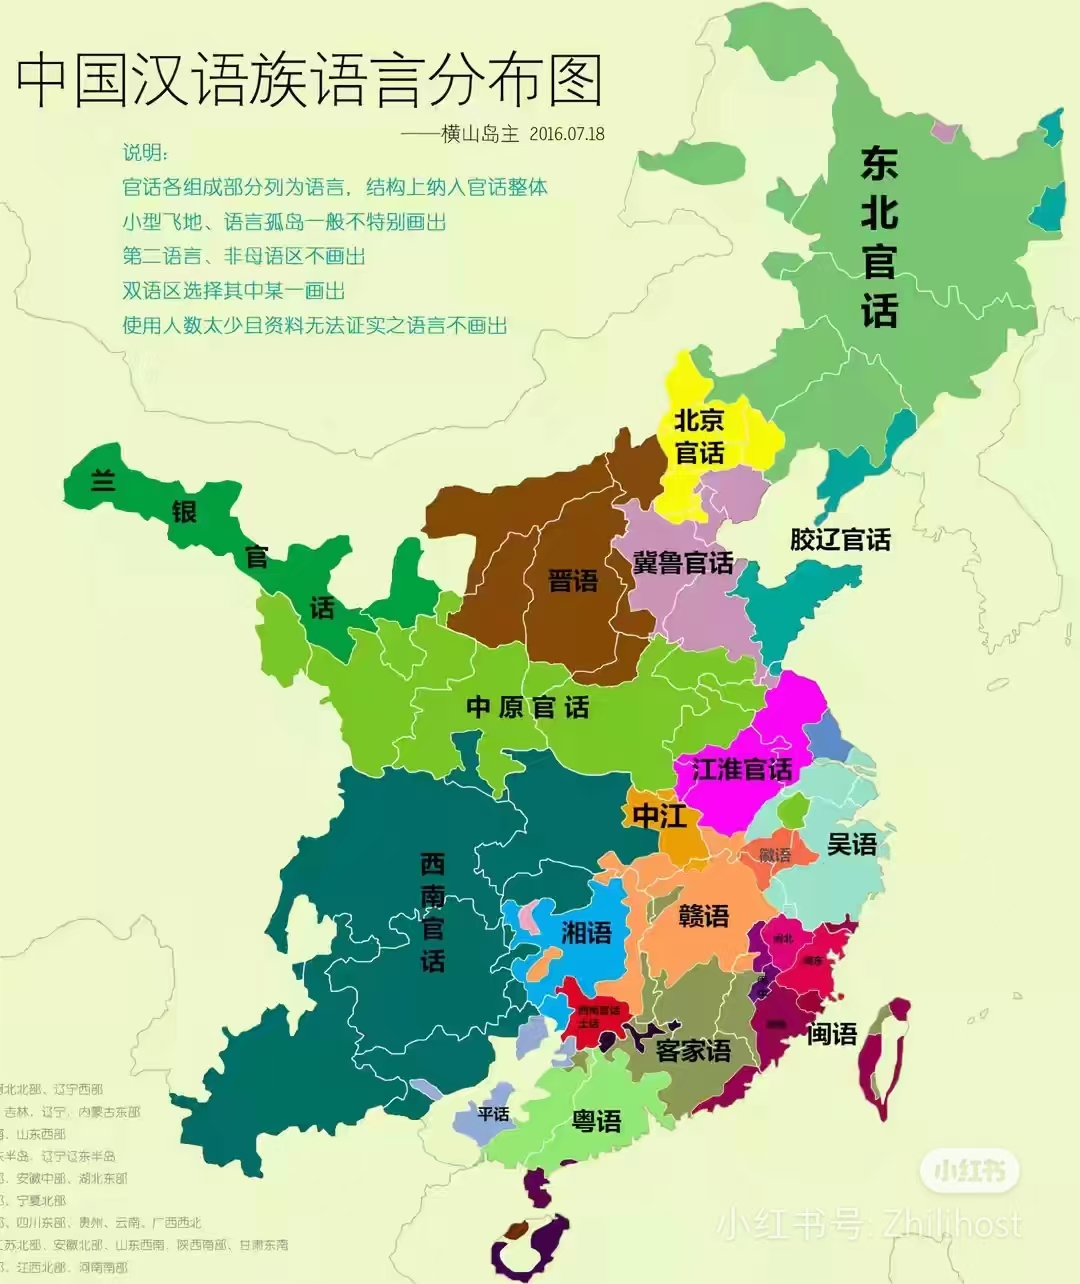 中国汉语族语言分布图
——横山岛主 2016.07.18
说明：
官话各组成部分列为语言，结构上纳入官话整体
小型飞地、语言孤岛一般不特别画出
第二语言、非母语区不画出
双语区选择其中某一画出
使用人数太少且资料无法证实之语言不画出
东北官话
北京官话
兰银官话
胶辽官话
冀鲁官话
晋语
中原官话
江淮官话
中江
吴语
徽语
西南官话
湘语
赣语
闽北
闽东
西南官话
土话
闽语
客家语
平话
粤语
河北北部、辽宁西部
吉林、辽宁、内蒙古东部
、山东西部
半岛、辽宁辽东半岛
、安徽中部、湖北东部
、宁夏北部
、四川东部、贵州、云南、广西西北
江苏北部、安徽北部、山东西南、陕西南部、甘肃东南
、江西北部、河南南部
小红书
小红书号: Zhilihost